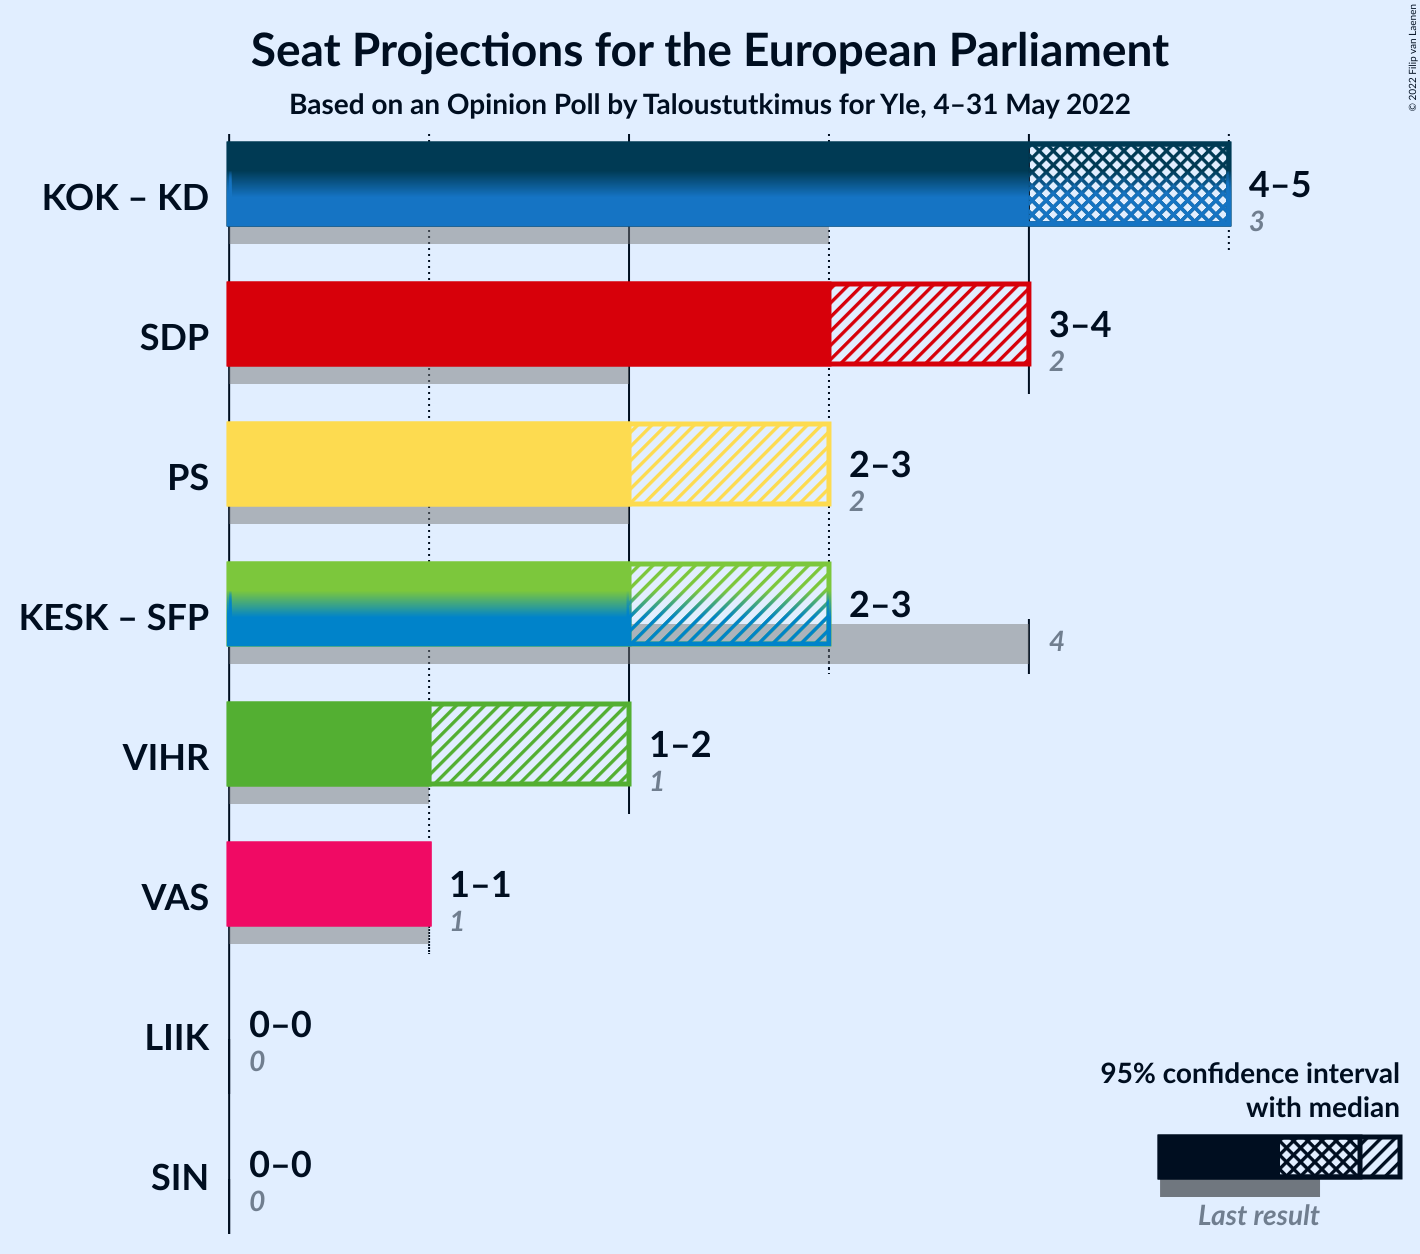 Seat Projections for the European Parliament
Based on an Opinion Poll by Taloustutkimus for Yle, 4–31 May 2022
© 2022 Filip van Laenen
KOK – KD
4–5
3
SDP
3–4
2
PS
2–3
2
KESK – SFP
2–3
4
VIHR
1–2
1
VAS
1–1
1
LIIK
0–0
0
SIN
0–0
0
95% confidence interval
with median
Last result